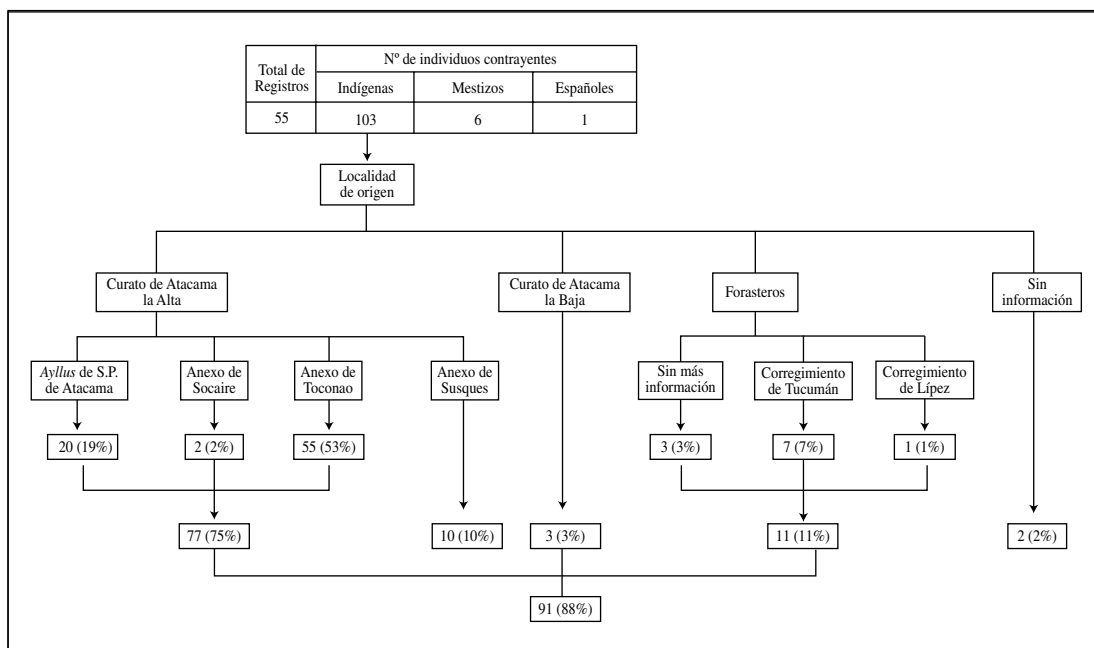 Total de
Registros
Nº de individuos contrayentes
Indígenas
Mestizos
Españoles
55
103
6
1
Localidad
de origen
Curato de Atacama
la Alta
Curato de Atacama
la Baja
Forasteros
Sin
información
Ayllus de S.P.
de Atacama
Anexo de
Socaire
Anexo de
Toconao
Anexo de
Susques
Sin más
información
Corregimiento
de Tucumán
Corregimiento
de Lípez
20 (19%)
2 (2%)
55 (53%)
3 (3%)
7 (7%)
1 (1%)
77 (75%)
10 (10%)
3 (3%)
11 (11%)
2 (2%)
91 (88%)